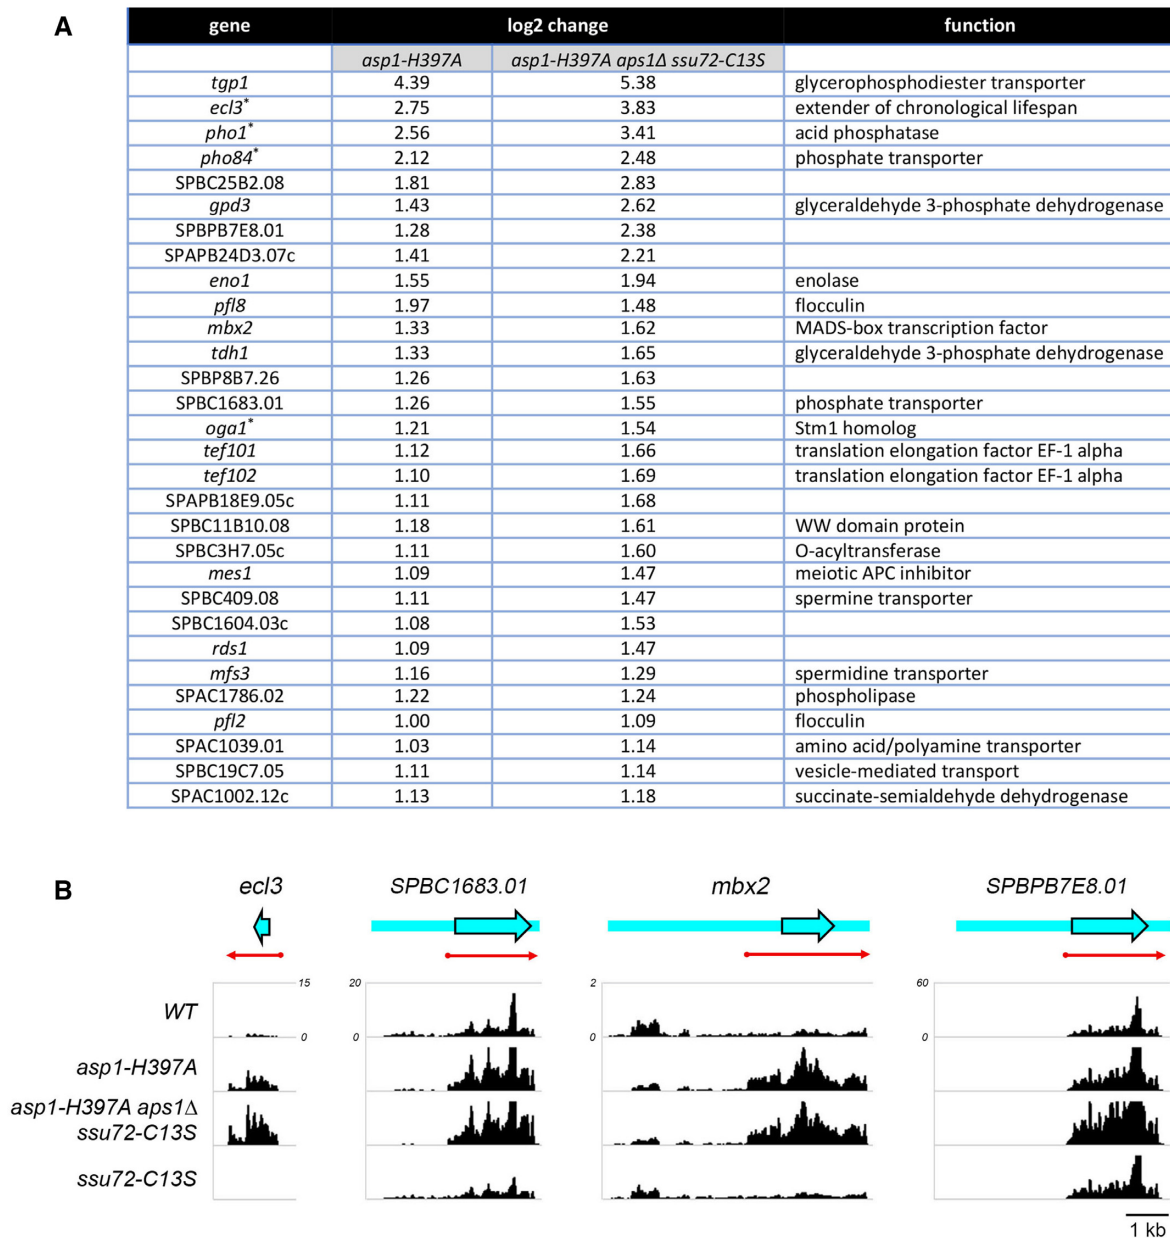 A
gene log2 change function
asp1-H397A asp1-H397A aps1Δ ssu72-C13S
tgp1 4.39 5.38 glycerophosphodiester transporter
ecl3* 2.75 3.83 extender of chronological lifespan
pho1* 2.56 3.41 acid phosphatase
pho84* 2.12 2.48 phosphate transporter
SPBC25B2.08 1.81 2.83
gpd3 1.43 2.62 glyceraldehyde 3-phosphate dehydrogenase
SPBPB7E8.01 1.28 2.38
SPAPB24D3.07c 1.41 2.21
eno1 1.55 1.94 enolase
pfl8 1.97 1.48 flocculin
mbx2 1.33 1.62 MADS-box transcription factor
tdh1 1.33 1.65 glyceraldehyde 3-phosphate dehydrogenase
SPBP8B7.26 1.26 1.63
SPBC1683.01 1.26 1.55 phosphate transporter
oga1* 1.21 1.54 Stm1 homolog
tef101 1.12 1.66 translation elongation factor EF-1 alpha
tef102 1.10 1.69 translation elongation factor EF-1 alpha
SPAPB18E9.05c 1.11 1.68
SPBC11B10.08 1.18 1.61 WW domain protein
SPBC3H7.05c 1.11 1.60 O-acyltransferase
mes1 1.09 1.47 meiotic APC inhibitor
SPBC409.08 1.11 1.47 spermine transporter
SPBC1604.03c 1.08 1.53
rds1 1.09 1.47
mfs3 1.16 1.29 spermidine transporter
SPAC1786.02 1.22 1.24 phospholipase
pfl2 1.00 1.09 flocculin
SPAC1039.01 1.03 1.14 amino acid/polyamine transporter
SPBC19C7.05 1.11 1.14 vesicle-mediated transport
SPAC1002.12c 1.13 1.18 succinate-semialdehyde dehydrogenase
B
ecl3 SPBC1683.01 mbx2 SPBPB7E8.01
15 20 2 60
WT
0 0 0 0
asp1-H397A
asp1-H397A aps1Δ
ssu72-C13S
ssu72-C13S
1 kb